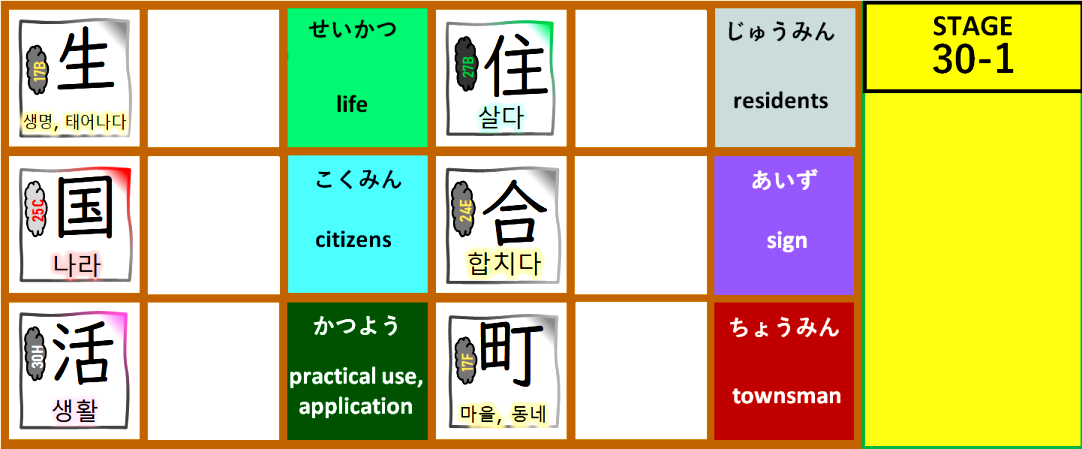 17B
生
생명, 태어나다
せいかつ
life
27B
住
살다
じゅうみん
residents
STAGE
30-1
25C
国
나라
こくみん
citizens
24E
合
합치다
あいず
sign
30H
活
생활
かつよう
practical use,
application
17F
町
마을, 동네
ちょうみん
townsman